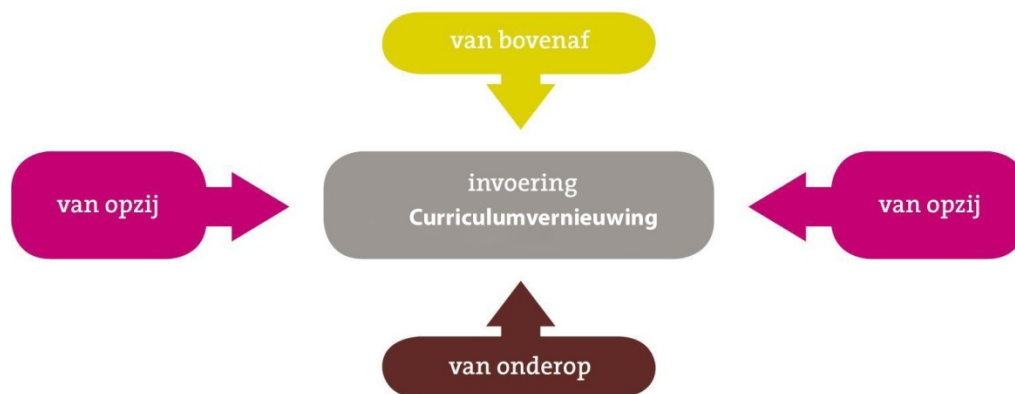 van bovenaf
van opzij
invoering
Curriculumvernieuwing
van opzij
van onderop